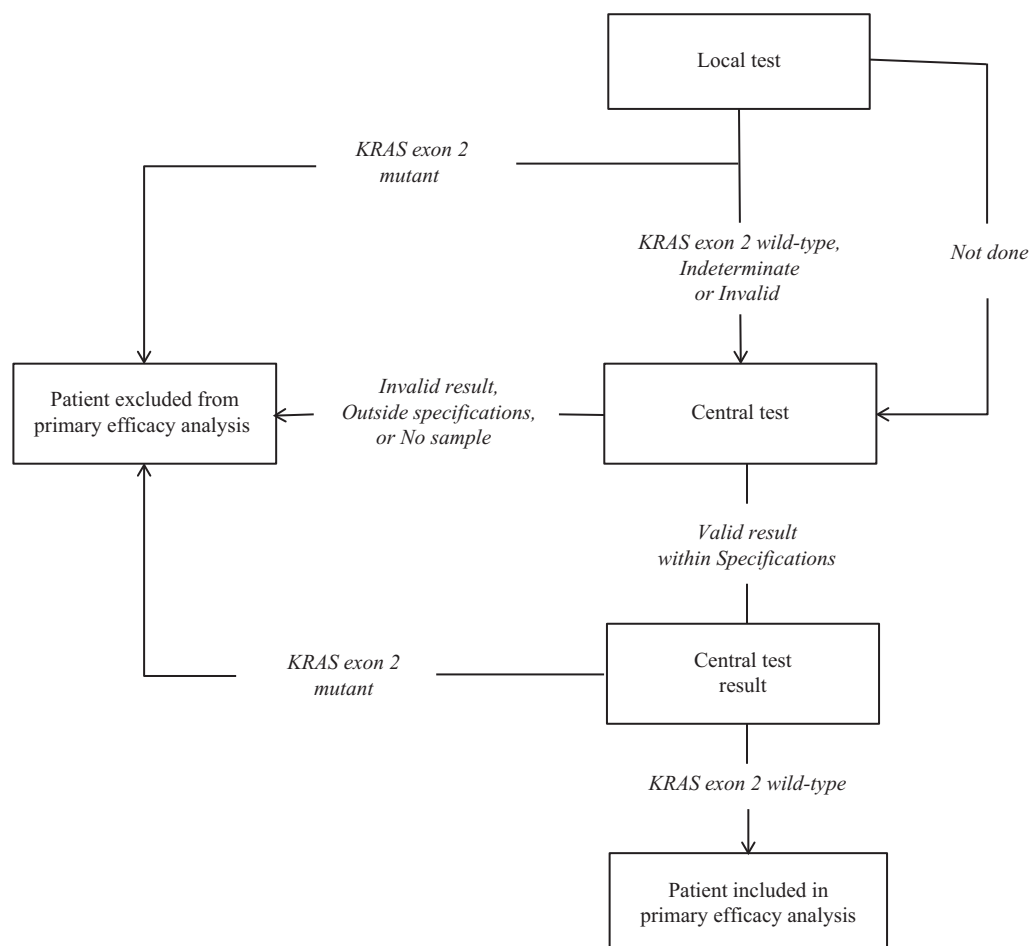 Local test
KRAS exon 2
mutant
KRAS exon 2 wild-type,
Indeterminate
or Invalid
Not done
Patient excluded from
primary efficacy analysis
Invalid result,
Outside specifications,
or No sample
Central test
Valid result
within Specifications
KRAS exon 2
mutant
Central test
result
KRAS exon 2 wild-type
Patient included in
primary efficacy analysis